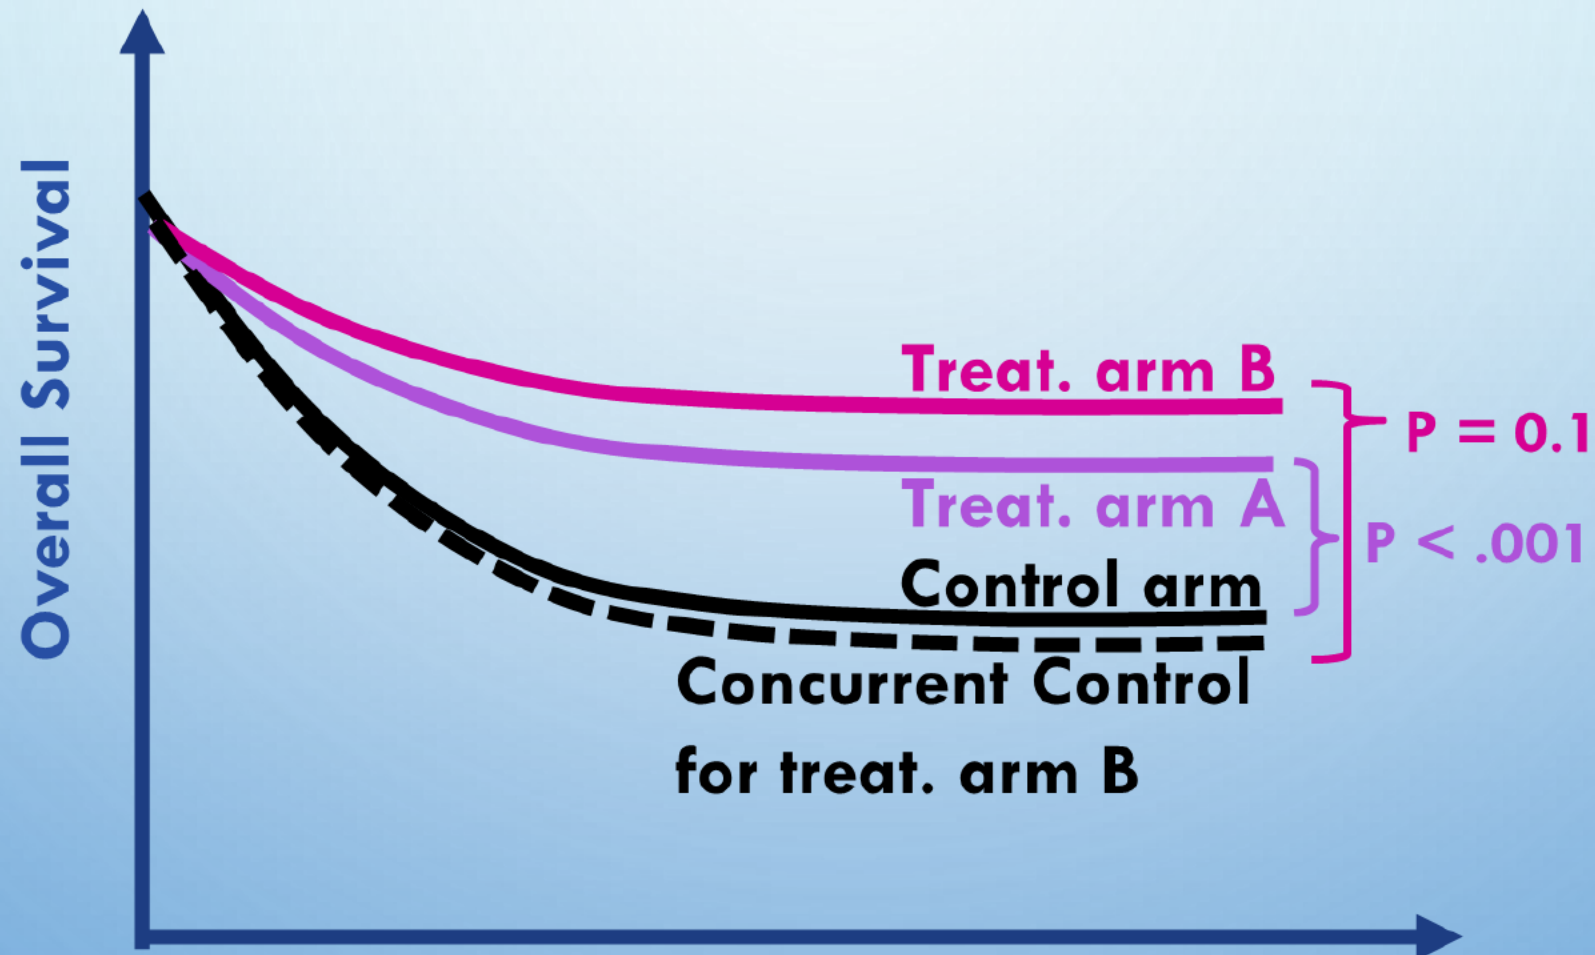 Overall Survival
Treat. arm B
P = 0.1
Treat. arm A
P < .001
Control arm
Concurrent Control
for treat. arm B